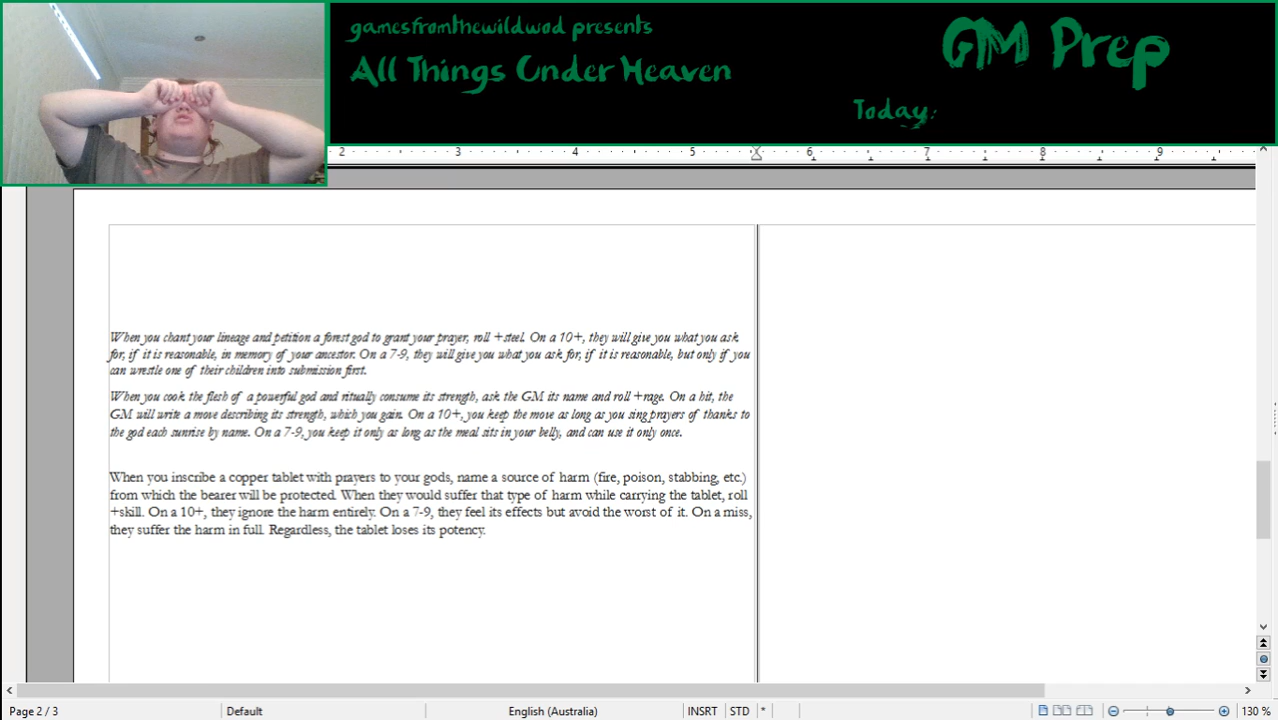 gamesfromthewildwod presents
All Things Under Heaven
GM Prep
Today:
2 3 4 5 6 7 8 9
When you chant your lineage and petition a forest god to grant your prayer, roll +steel. On a 10+, they will give you what you ask
for, if it is reasonable, in memory of your ancestor. On a 7-9, they will give you what you ask for, if it is reasonable, but only if you
can wrestle one of their children into submission first.
When you cook the flesh of a powerful god and ritually consume its strength, ask the GM its name and roll +rage. On a hit, the
GM will write a move describing its strength, which you gain. On a 10+, you keep the move as long as you sing prayers of thanks to
the god each sunrise by name. On a 7-9, you keep it only as long as the meal sits in your belly, and can use it only once.
When you inscribe a copper tablet with prayers to your gods, name a source of harm (fire, poison, stabbing, etc.)
from which the bearer will be protected. When they would suffer that type of harm while carrying the tablet, roll
+skill. On a 10+, they ignore the harm entirely. On a 7-9, they feel its effects but avoid the worst of it. On a miss,
they suffer the harm in full. Regardless, the tablet loses its potency.
Page 2 / 3 Default English (Australia) INSRT STD * 130 %